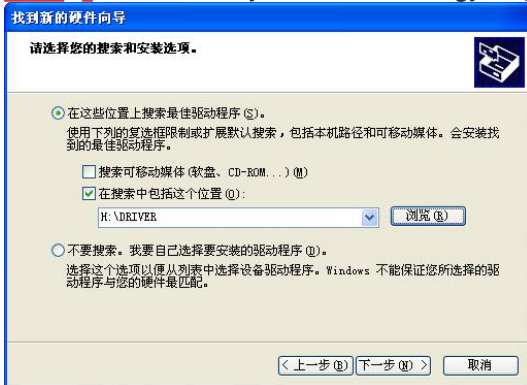 找到新的硬件向导
请选择您的搜索和安装选项。
在这些位置上搜索最佳驱动程序(S)。
使用下列的复选框限制或扩展默认搜索，包括本机路径和可移动媒体。会安装找
到的最佳驱动程序。
搜索可移动媒体(软盘、CD-ROM...)(M)
在搜索中包括这个位置(O):
H:\DRIVER
浏览(R)
不要搜索。我要自己选择要安装的驱动程序(D)。
选择这个选项以便从列表中选择设备驱动程序。Windows 不能保证您所选择的驱
动程序与您的硬件最匹配。
< 上一步(B) 下一步(N) > 取消